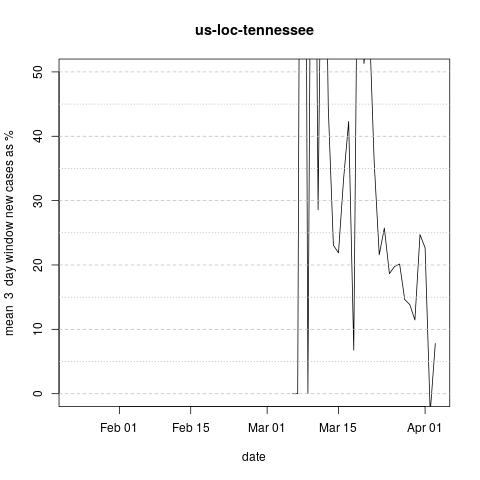 us-loc-tennessee
mean 3 day window new cases as %
50
40
30
20
10
0
Feb 01
Feb 15
Mar 01
Mar 15
Apr 01
date